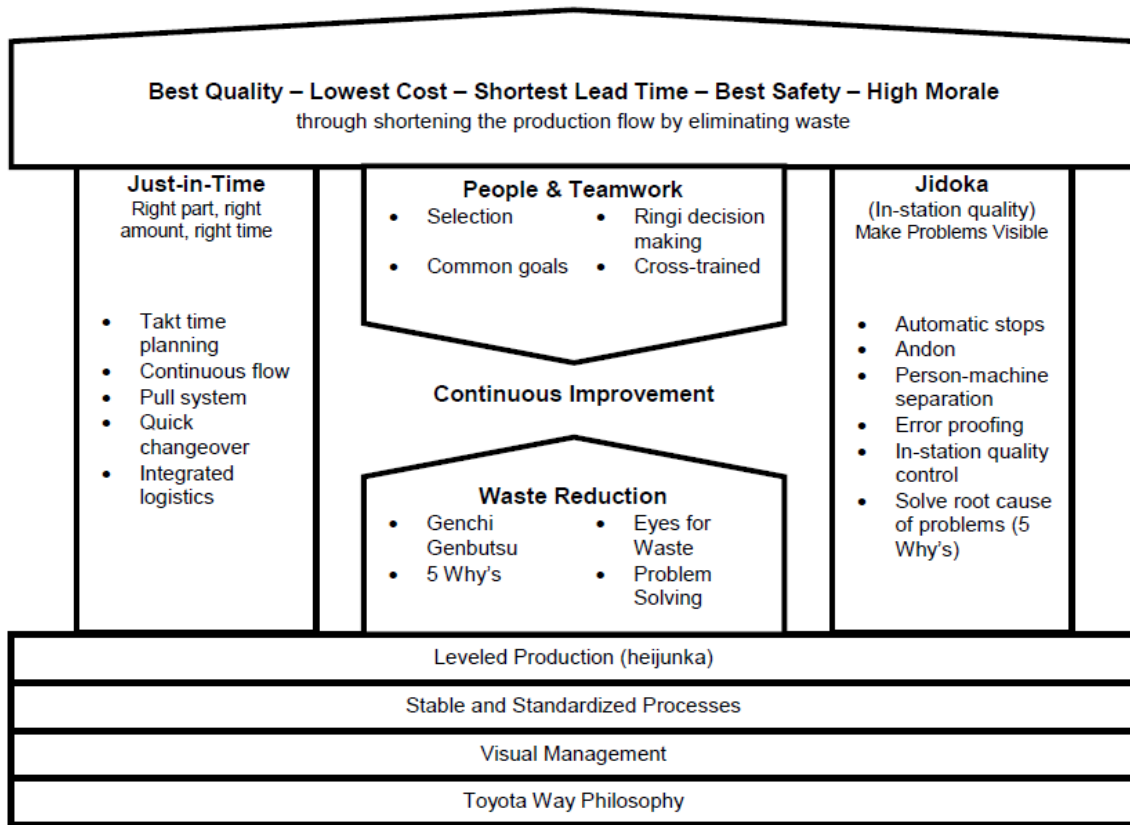 Best Quality – Lowest Cost – Shortest Lead Time – Best Safety – High Morale
through shortening the production flow by eliminating waste
Just-in-Time
Right part, right
amount, right time
• Takt time
planning
• Continuous flow
• Pull system
• Quick
changeover
• Integrated
logistics
People & Teamwork
• Selection
• Common goals
• Ringi decision
making
• Cross-trained
Continuous Improvement
Waste Reduction
• Genchi
Genbutsu
• 5 Why's
• Eyes for
Waste
• Problem
Solving
Jidoka
(In-station quality)
Make Problems Visible
• Automatic stops
• Andon
• Person-machine
separation
• Error proofing
• In-station quality
control
• Solve root cause
of problems (5
Why's)
Leveled Production (heijunka)
Stable and Standardized Processes
Visual Management
Toyota Way Philosophy